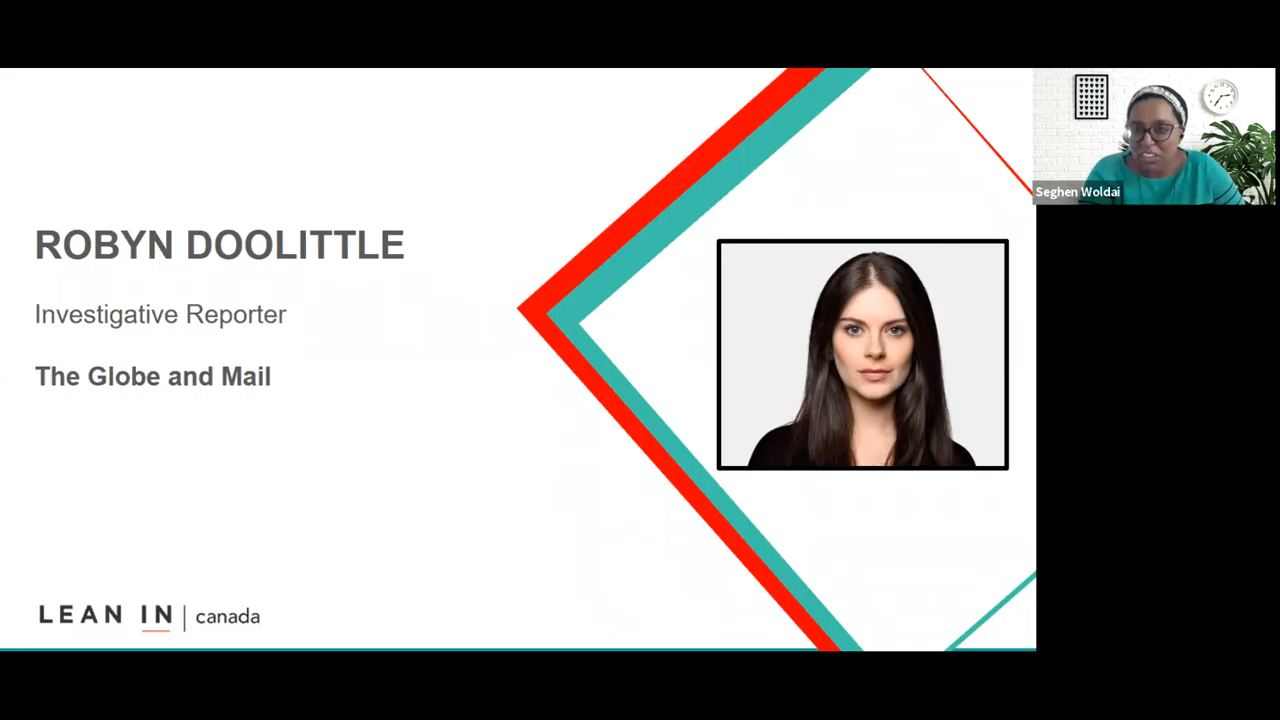 ROBYN DOOLITTLE
Investigative Reporter
The Globe and Mail
LEAN IN | canada
Seghen Woldai